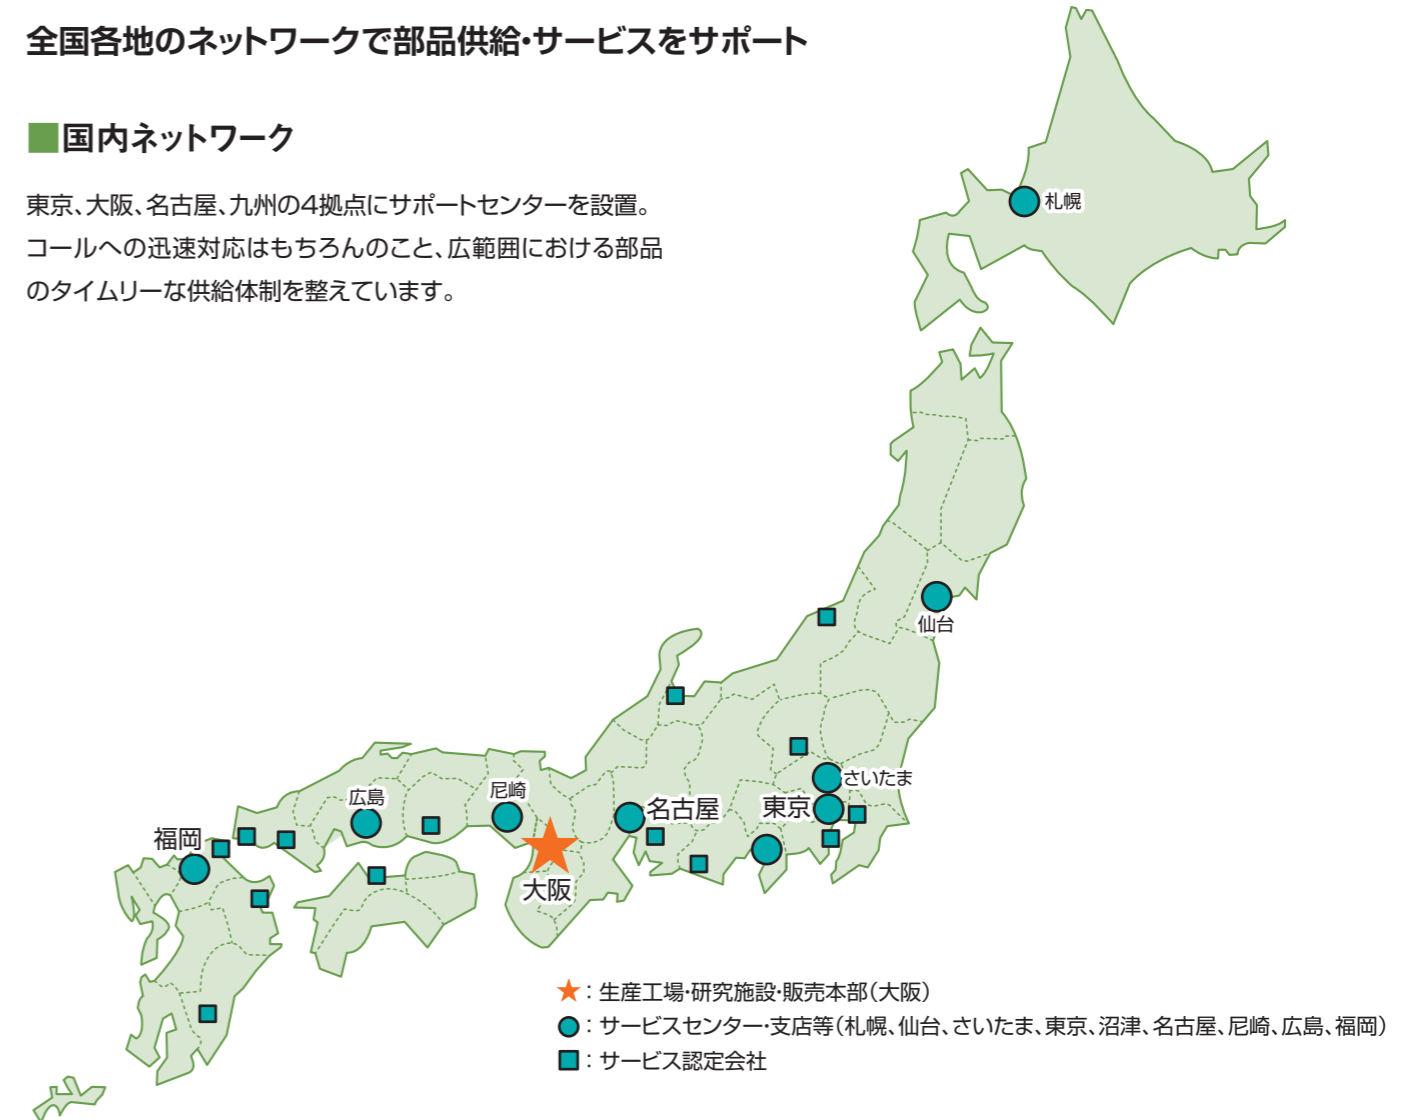 全国各地のネットワークで部品供給・サービスをサポート
■国内ネットワーク
東京、大阪、名古屋、九州の4拠点にサポートセンターを設置。
コールへの迅速対応はもちろんのこと、広範囲における部品
のタイムリーな供給体制を整えています。
札幌
仙台
さいたま
東京
名古屋
尼崎
広島
福岡
大阪
★：生産工場・研究施設・販売本部（大阪）
●：サービスセンター・支店等（札幌、仙台、さいたま、東京、沼津、名古屋、尼崎、広島、福岡）
■：サービス認定会社